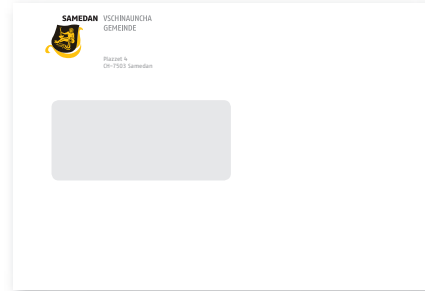 SAMEDAN VSCHINAUNCHA
GEMEINDE
Plazzet 4
CH-7503 Samedan